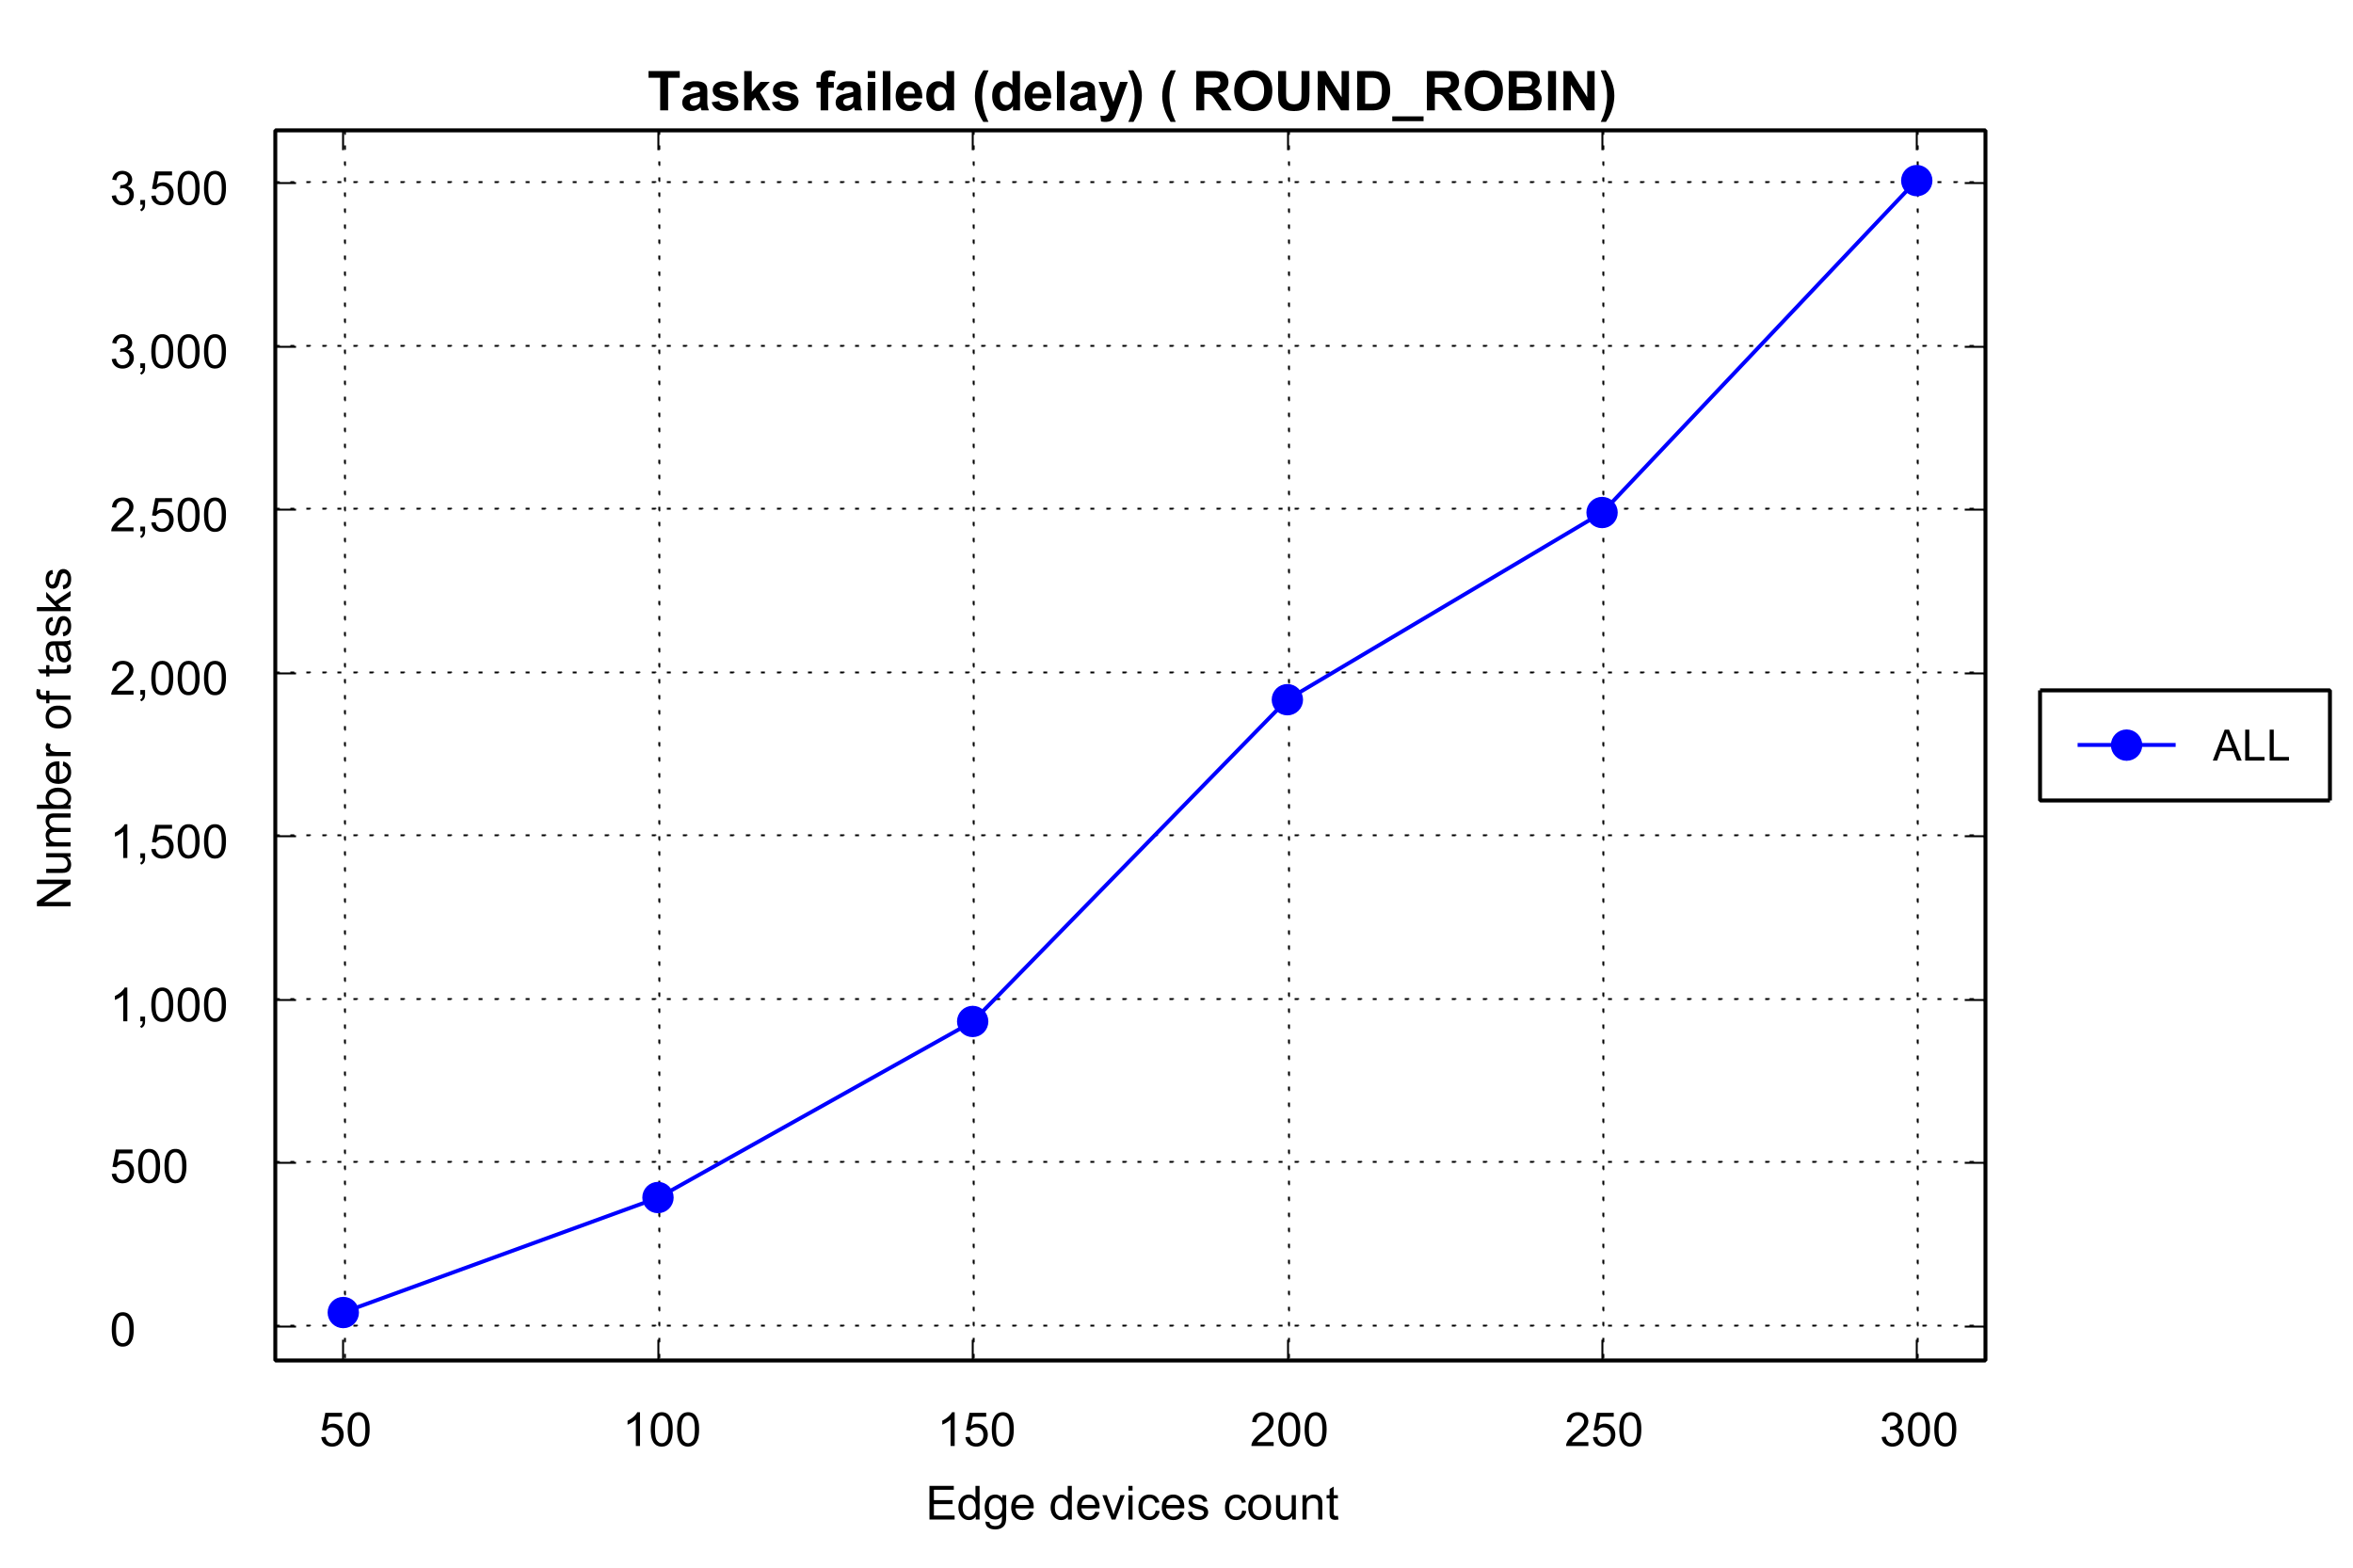 Tasks failed (delay) ( ROUND_ROBIN)
3,500
3,000
2,500
2,000
1,500
1,000
500
0
Number of tasks
ALL
50 100 150 200 250 300
Edge devices count